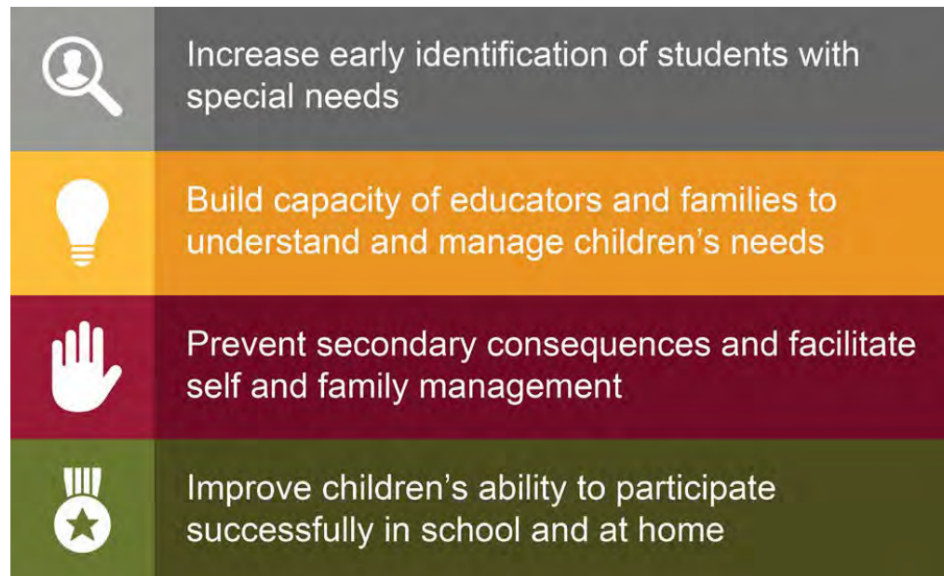 Increase early identification of students with
special needs
Build capacity of educators and families to
understand and manage children’s needs
Prevent secondary consequences and facilitate
self and family management
Improve children’s ability to participate
successfully in school and at home